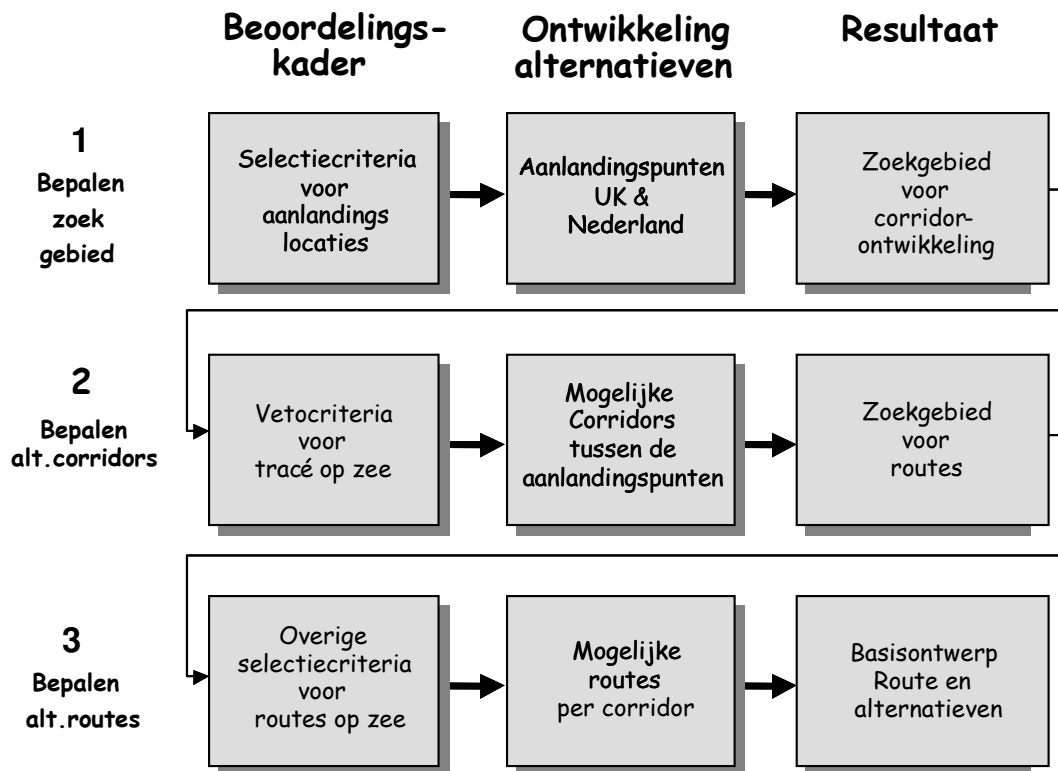 Beoordelings-
kader
Ontwikkeling
alternatieven
Resultaat
1
Bepalen
zoek
gebied
Selectiecriteria
voor
aanlandings
locaties
Aanlandingspunten
UK &
Nederland
Zoekgebied
voor
corridor-
ontwikkeling
2
Bepalen
alt.corridors
Vetocriteria
voor
tracé op zee
Mogelijke
Corridors
tussen de
aanlandingspunten
Zoekgebied
voor
routes
3
Bepalen
alt.routes
Overige
selectiecriteria
voor
routes op zee
Mogelijke
routes
per corridor
Basisontwerp
Route en
alternatieven